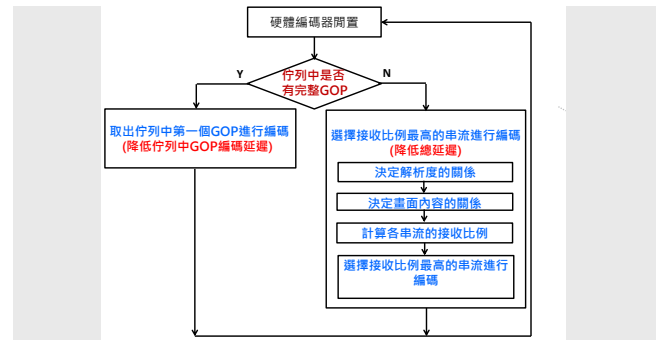 硬體編碼器閒置
Y
N
佇列中是否
有完整GOP
取出佇列中第一個GOP進行編碼
(降低佇列中GOP編碼延遲)
選擇接收比例最高的串流進行編碼
(降低總延遲)
決定解析度的關係
決定畫面內容的關係
計算各串流的接收比例
選擇接收比例最高的串流進行
編碼